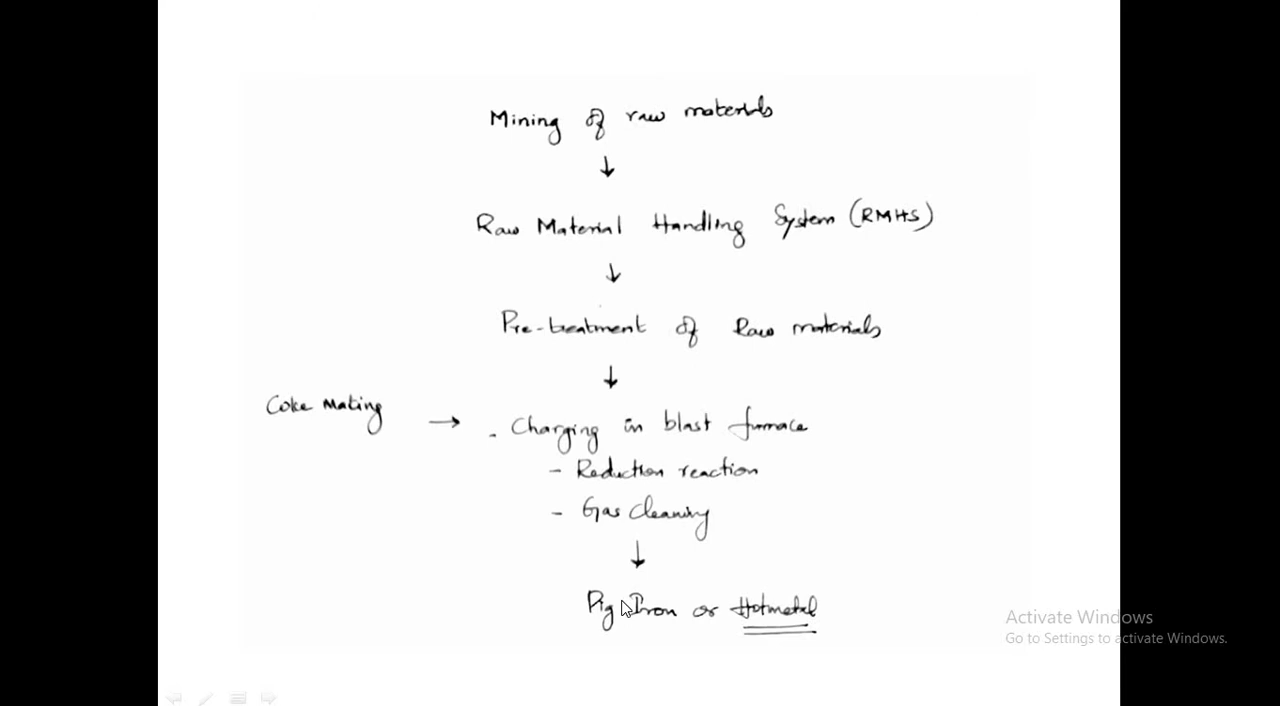 Mining of raw materials
↓
Raw Material Handling System (RMHS)
↓
Pre-treatment of Raw materials
↓
Coke Making → - Charging in blast furnace
- Reduction reaction
- Gas Cleaning
↓
Pig Iron or Hotmetal
Activate Windows
Go to Settings to activate Windows.